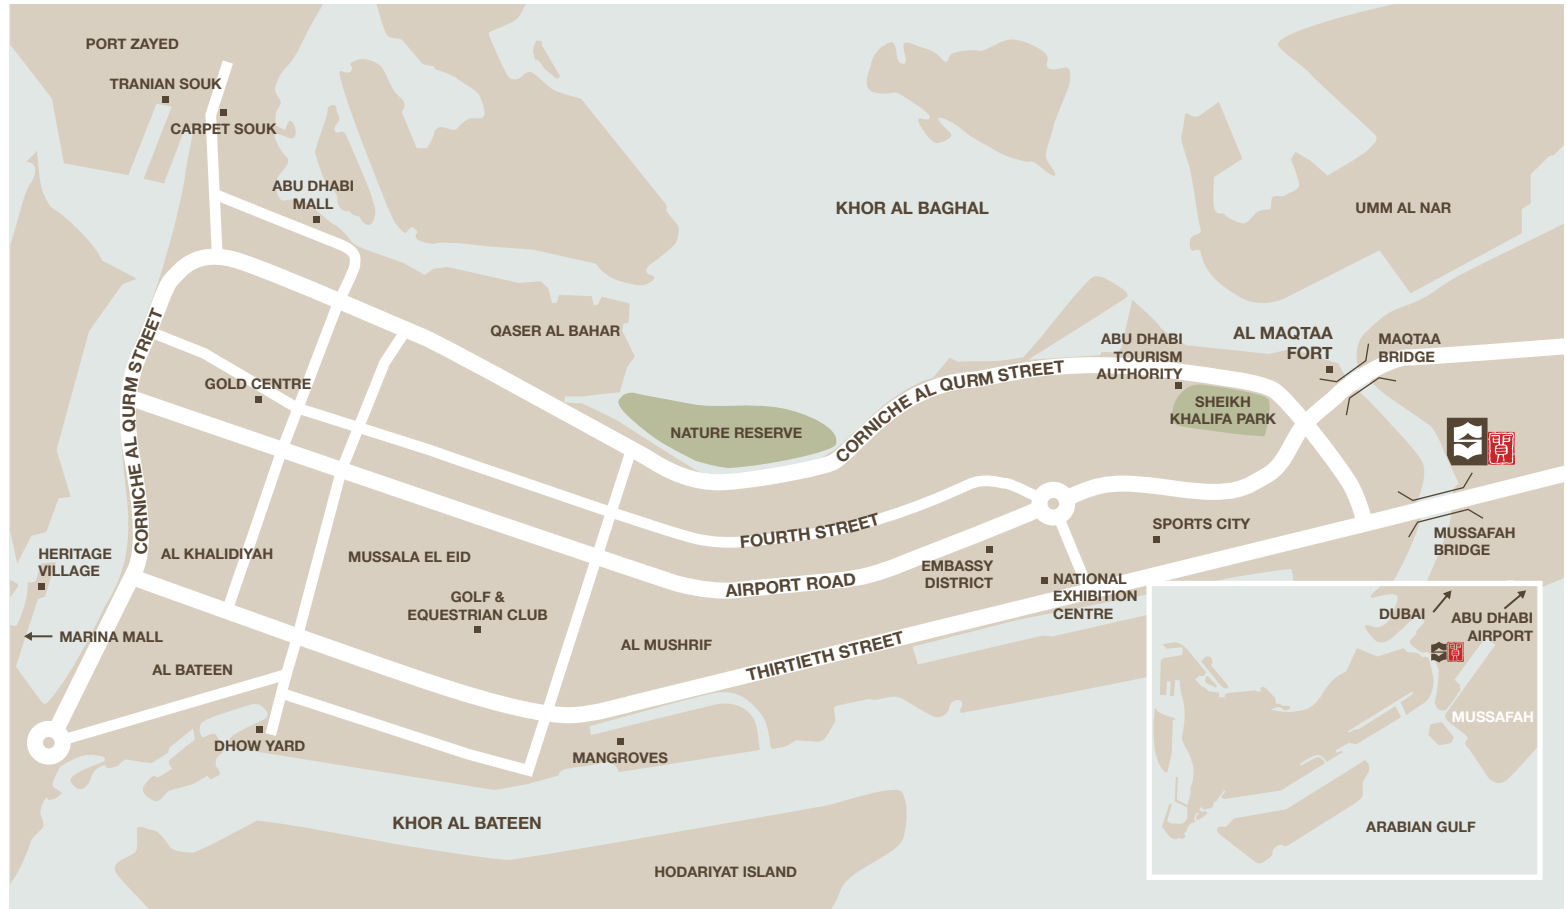 PORT ZAYED
TRANIAN SOUK
CARPET SOUK
ABU DHABI
MALL
KHOR AL BAGHAL
UMM AL NAR
QASER AL BAHAR
ABU DHABI
TOURISM
AUTHORITY
AL MAQTAA
FORT
MAQTAA
BRIDGE
GOLD CENTRE
CORNICHE AL QURM STREET
CORNICHE AL QURM STREET
NATURE RESERVE
SHEIKH
KHALIFA PARK
FOURTH STREET
SPORTS CITY
MUSSAFAH
BRIDGE
HERITAGE
VILLAGE
AL KHALIDIYAH
MUSSALA EL EID
AIRPORT ROAD
EMBASSY
DISTRICT
NATIONAL
EXHIBITION
CENTRE
GOLF &
EQUESTRIAN CLUB
MARINA MALL
AL MUSHRIF
THIRTIETH STREET
AL BATEEN
DHOW YARD
MANGROVES
KHOR AL BATEEN
HODARIYAT ISLAND
DUBAI
ABU DHABI
AIRPORT
MUSSAFAH
ARABIAN GULF